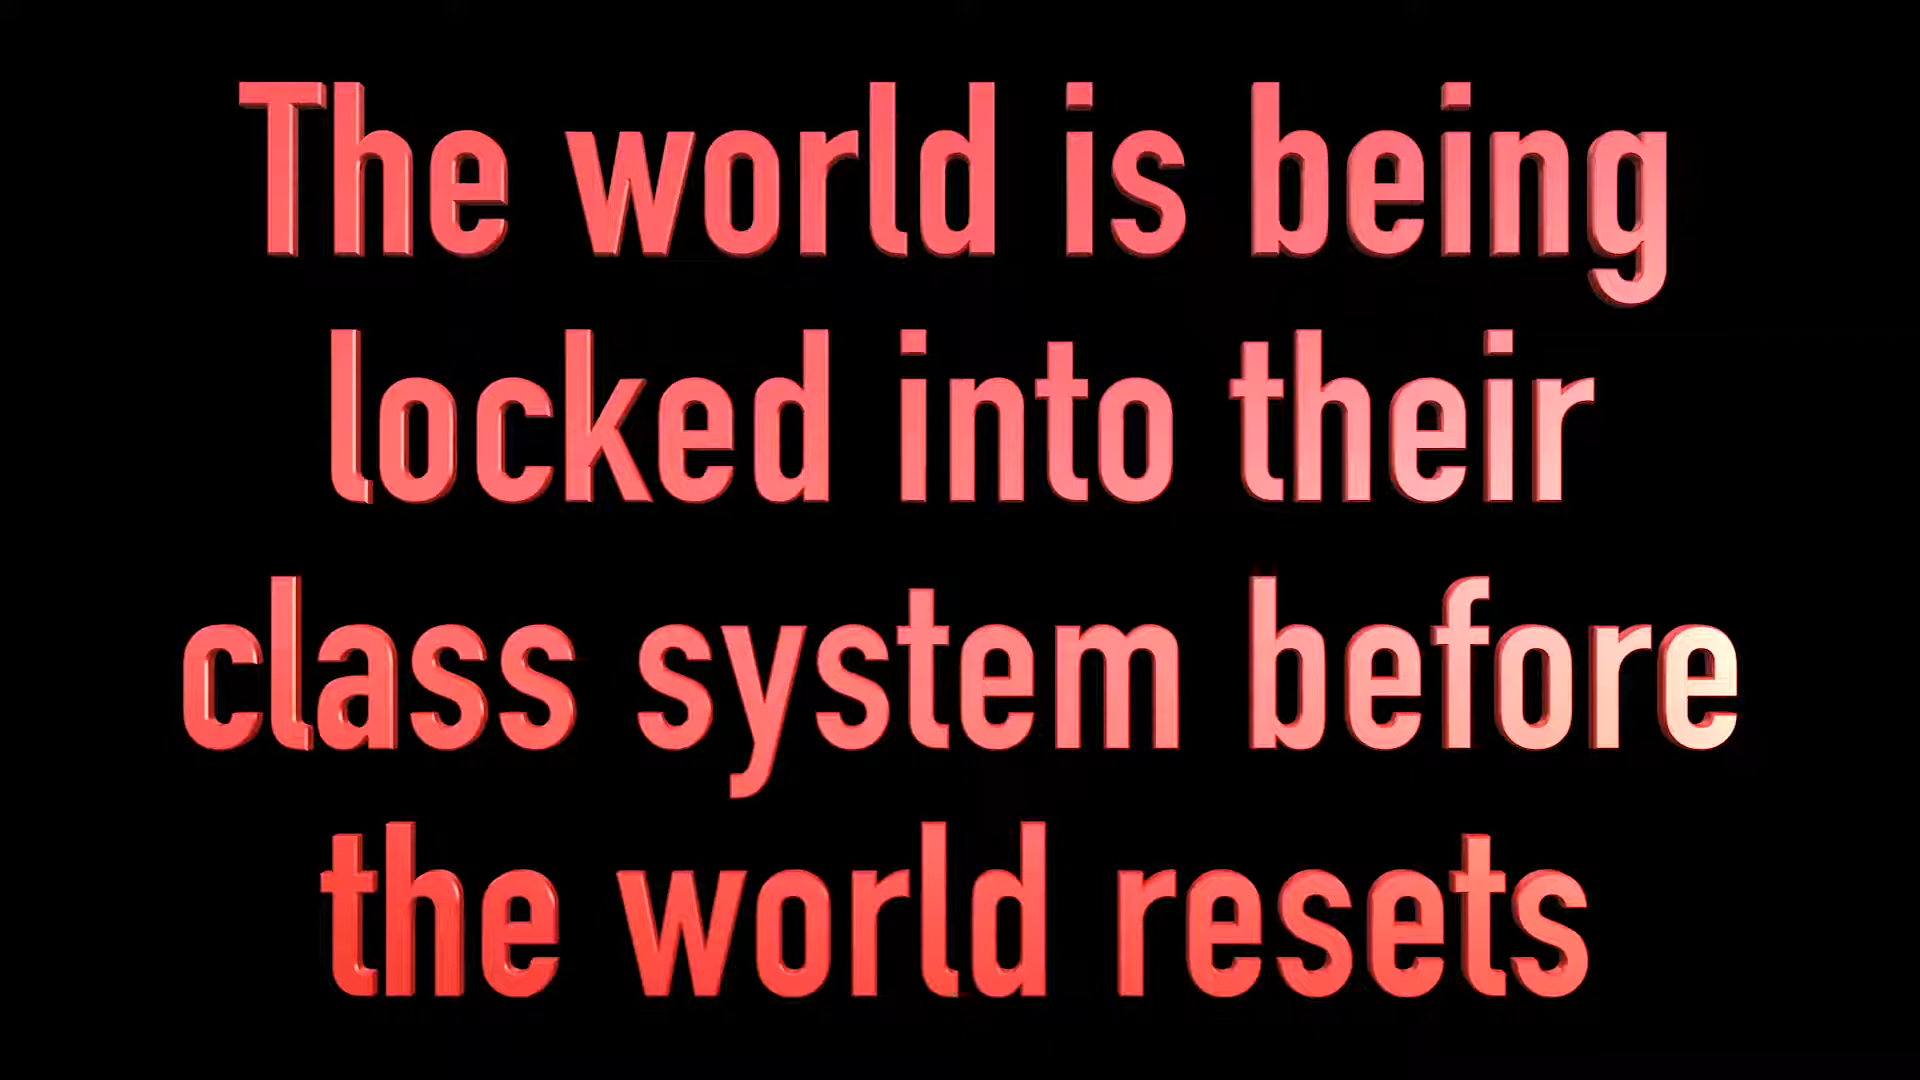 The world is being
locked into their
class system before
the world resets